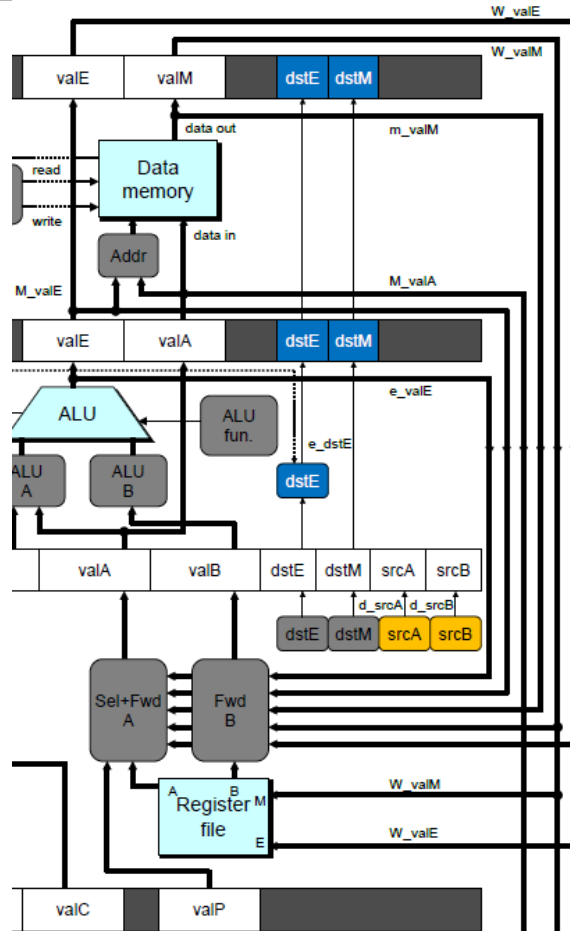 W_valE
W_valM
valE valM dstE dstM
data out
m_valM
Data
memory
read
write
data in
Addr
M_valE
M_valA
valE valA dstE dstM
e_valE
ALU
ALU
fun.
e_dstE
ALU
A
ALU
B
dstE
valA valB dstE dstM srcA srcB
d_srcA d_srcB
dstE dstM srcA srcB
Sel+Fwd
A
Fwd
B
A B M
Register
file
E
W_valM
W_valE
valC valP